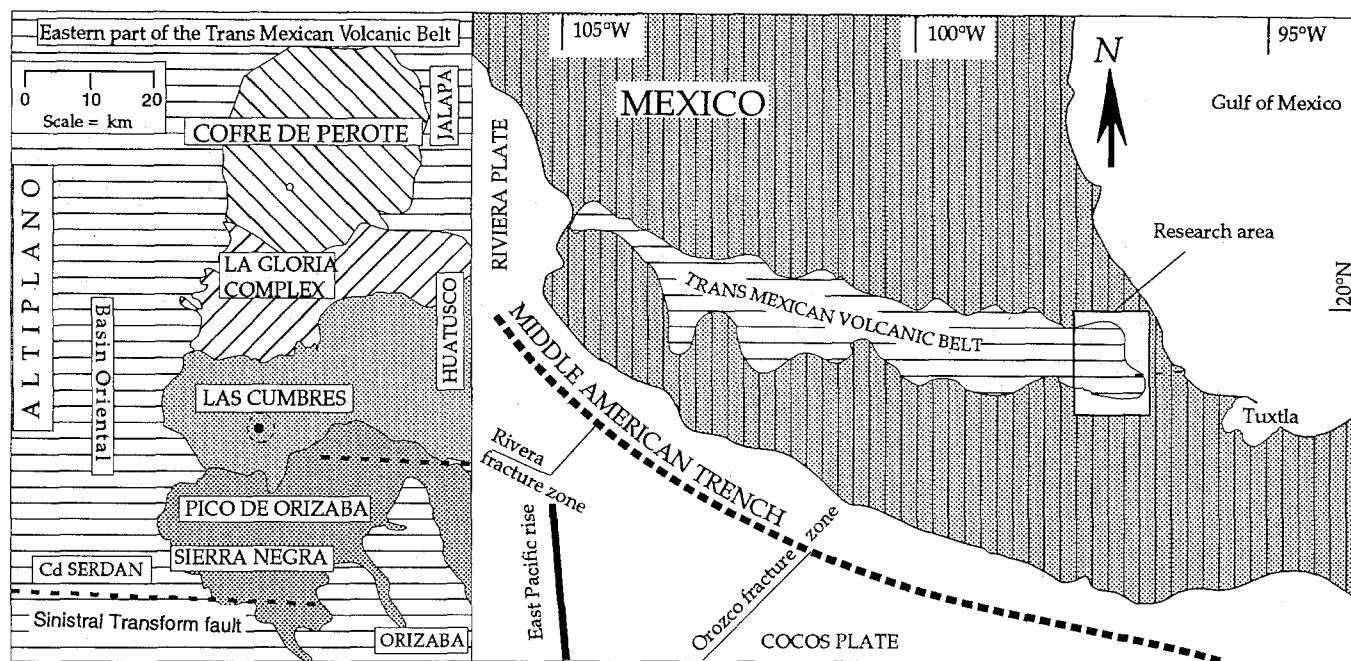 Eastern part of the Trans Mexican Volcanic Belt
0 10 20
Scale = km
JALAPA
COFRE DE PEROTE
ALTIPLANO
LA GLORIA
COMPLEX
Basin Oriental
HUATUSCO
LAS CUMBRES
PICO DE ORIZABA
SIERRA NEGRA
Cd SERDAN
Sinistral Transform fault
ORIZABA
105°W
100°W
95°W
N
MEXICO
Gulf of Mexico
RIVIERA PLATE
Research area
20°N
TRANS MEXICAN VOLCANIC BELT
MIDDLE AMERICAN TRENCH
Tuxtla
Rivera
fracture zone
East Pacific rise
Orozco fracture zone
COCOS PLATE